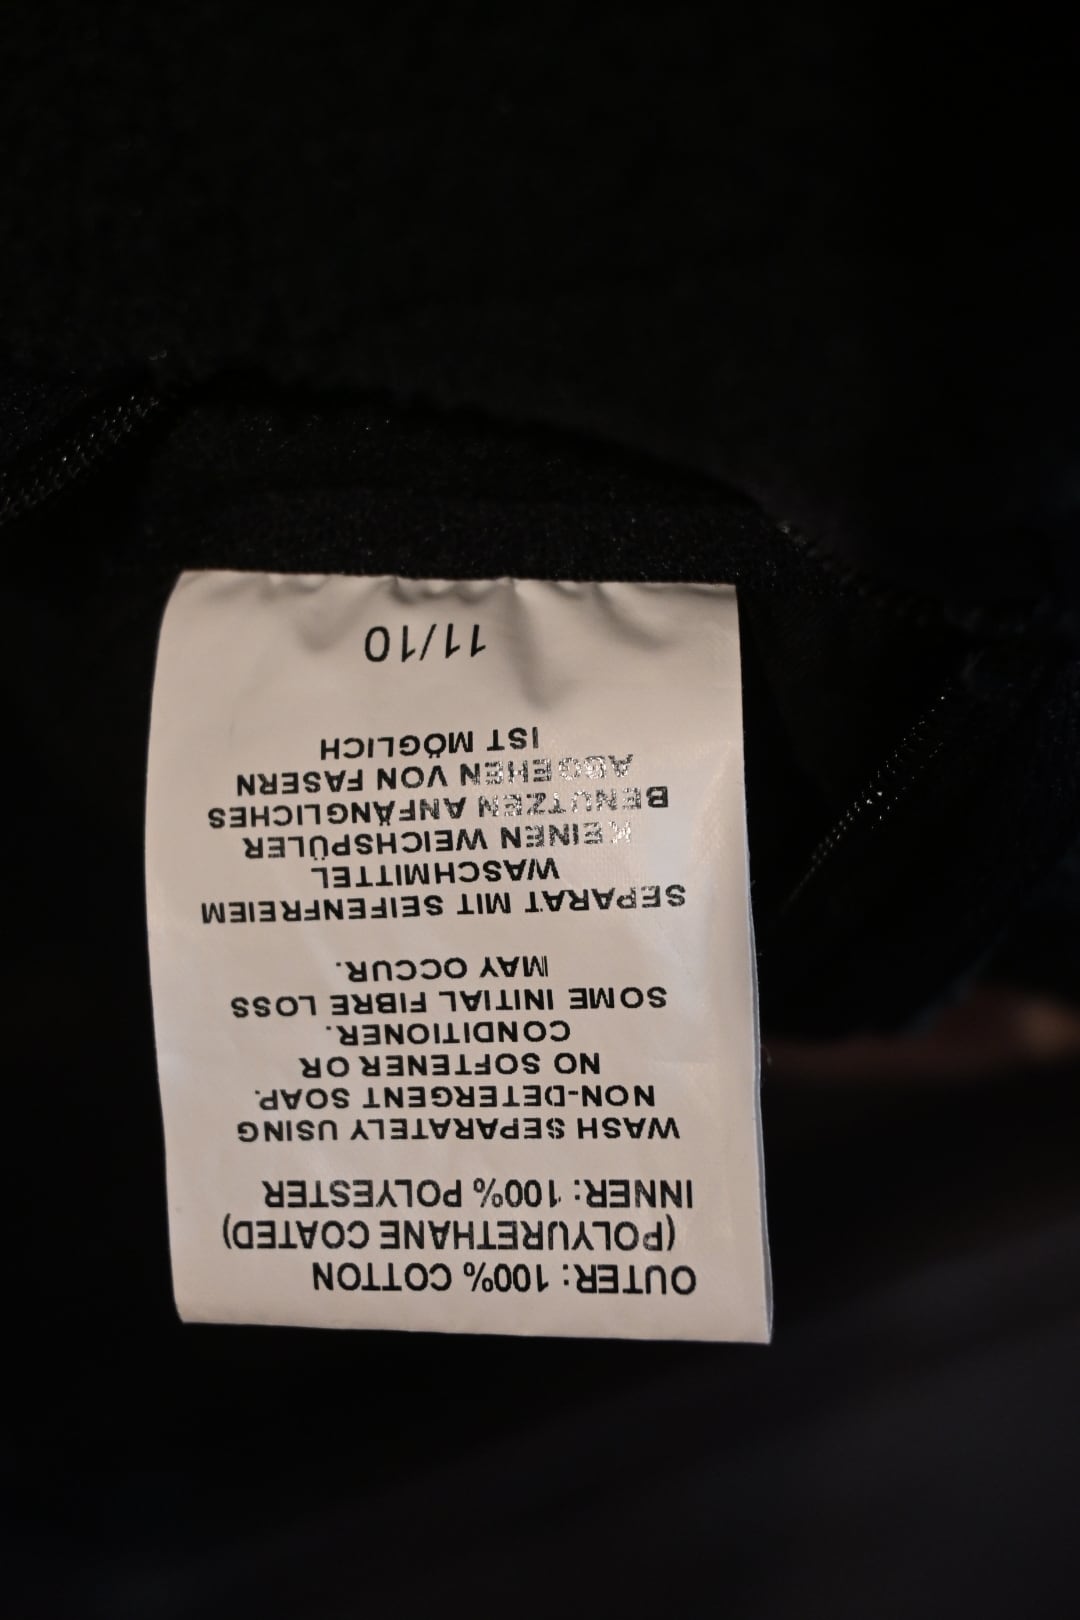 OUTER: 100% COTTON
(POLYURETHANE COATED)
INNER: 100% POLYESTER
WASH SEPARATELY USING
NON-DETERGENT SOAP.
NO SOFTENER OR
CONDITIONER.
SOME INITIAL FIBRE LOSS
MAY OCCUR.
SEPARAT MIT SEIFENFREIEM
WASCHMITTEL
KEINEN WEICHSPÜLER
BENUTZEN ANFÄNGLICHES
ABGEHEN VON FASERN
IST MÖGLICH
11/10